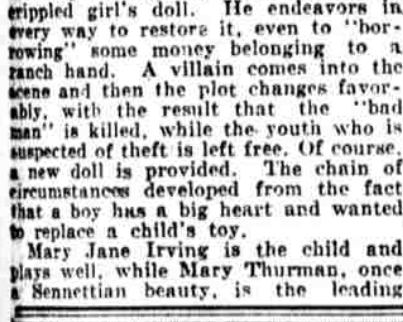 crippled girl's doll. He endeavors in
every way to restore it, even to "bor-
rowing" some money belonging to a
ranch hand. A villain comes into the
scene and then the plot changes favor-
ably, with the result that the "bad
man" is killed, while the youth who is
suspected of theft is left free. Of course,
a new doll is provided. The chain of
circumstances developed from the fact
that a boy has a big heart and wanted
to replace a child's toy.
Mary Jane Irving is the child and
plays well, while Mary Thurman, once
a Sennettian beauty, is the leading